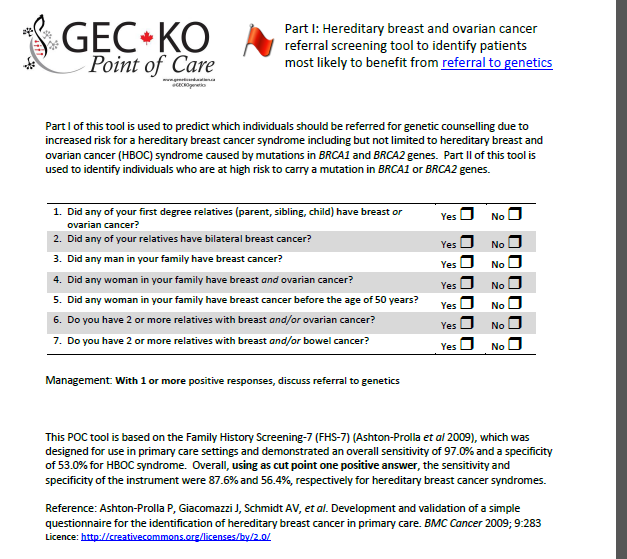 GEC KO
Point of Care
www.geneticseducation.ca
@GECKOgenetics
Part I: Hereditary breast and ovarian cancer
referral screening tool to identify patients
most likely to benefit from referral to genetics
Part I of this tool is used to predict which individuals should be referred for genetic counselling due to
increased risk for a hereditary breast cancer syndrome including but not limited to hereditary breast and
ovarian cancer (HBOC) syndrome caused by mutations in BRCA1 and BRCA2 genes. Part II of this tool is
used to identify individuals who are at high risk to carry a mutation in BRCA1 or BRCA2 genes.
1. Did any of your first degree relatives (parent, sibling, child) have breast or
ovarian cancer? Yes No
2. Did any of your relatives have bilateral breast cancer? Yes No
3. Did any man in your family have breast cancer? Yes No
4. Did any woman in your family have breast and ovarian cancer? Yes No
5. Did any woman in your family have breast cancer before the age of 50 years? Yes No
6. Do you have 2 or more relatives with breast and/or ovarian cancer? Yes No
7. Do you have 2 or more relatives with breast and/or bowel cancer? Yes No
Management: With 1 or more positive responses, discuss referral to genetics
This POC tool is based on the Family History Screening-7 (FHS-7) (Ashton-Prolla et al 2009), which was
designed for use in primary care settings and demonstrated an overall sensitivity of 97.0% and a specificity
of 53.0% for HBOC syndrome. Overall, using as cut point one positive answer, the sensitivity and
specificity of the instrument were 87.6% and 56.4%, respectively for hereditary breast cancer syndromes.
Reference: Ashton-Prolla P, Giacomazzi J, Schmidt AV, et al. Development and validation of a simple
questionnaire for the identification of hereditary breast cancer in primary care. BMC Cancer 2009; 9:283
Licence: http://creativecommons.org/licenses/by/2.0/